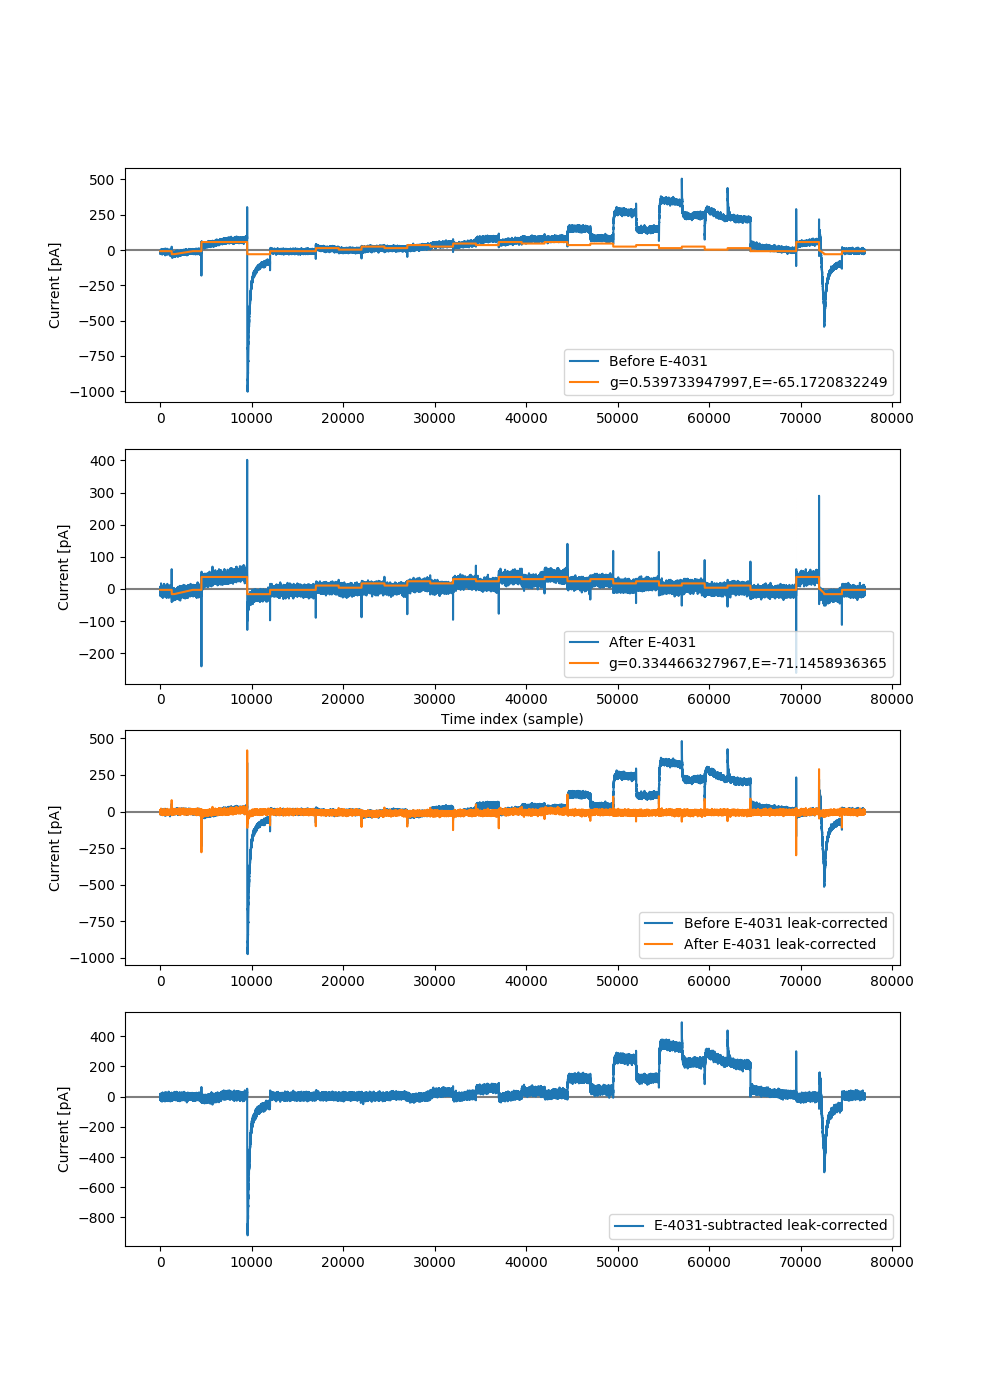 500
250
0
−250
−500
−750
−1000
Current [pA]
Before E-4031
g=0.539733947997,E=-65.1720832249
0 10000 20000 30000 40000 50000 60000 70000 80000
400
300
200
100
0
−100
−200
Current [pA]
After E-4031
g=0.334466327967,E=-71.1458936365
0 10000 20000 30000 40000 50000 60000 70000 80000
Time index (sample)
500
250
0
−250
−500
−750
−1000
Current [pA]
Before E-4031 leak-corrected
After E-4031 leak-corrected
0 10000 20000 30000 40000 50000 60000 70000 80000
400
200
0
−200
−400
−600
−800
Current [pA]
E-4031-subtracted leak-corrected
0 10000 20000 30000 40000 50000 60000 70000 80000